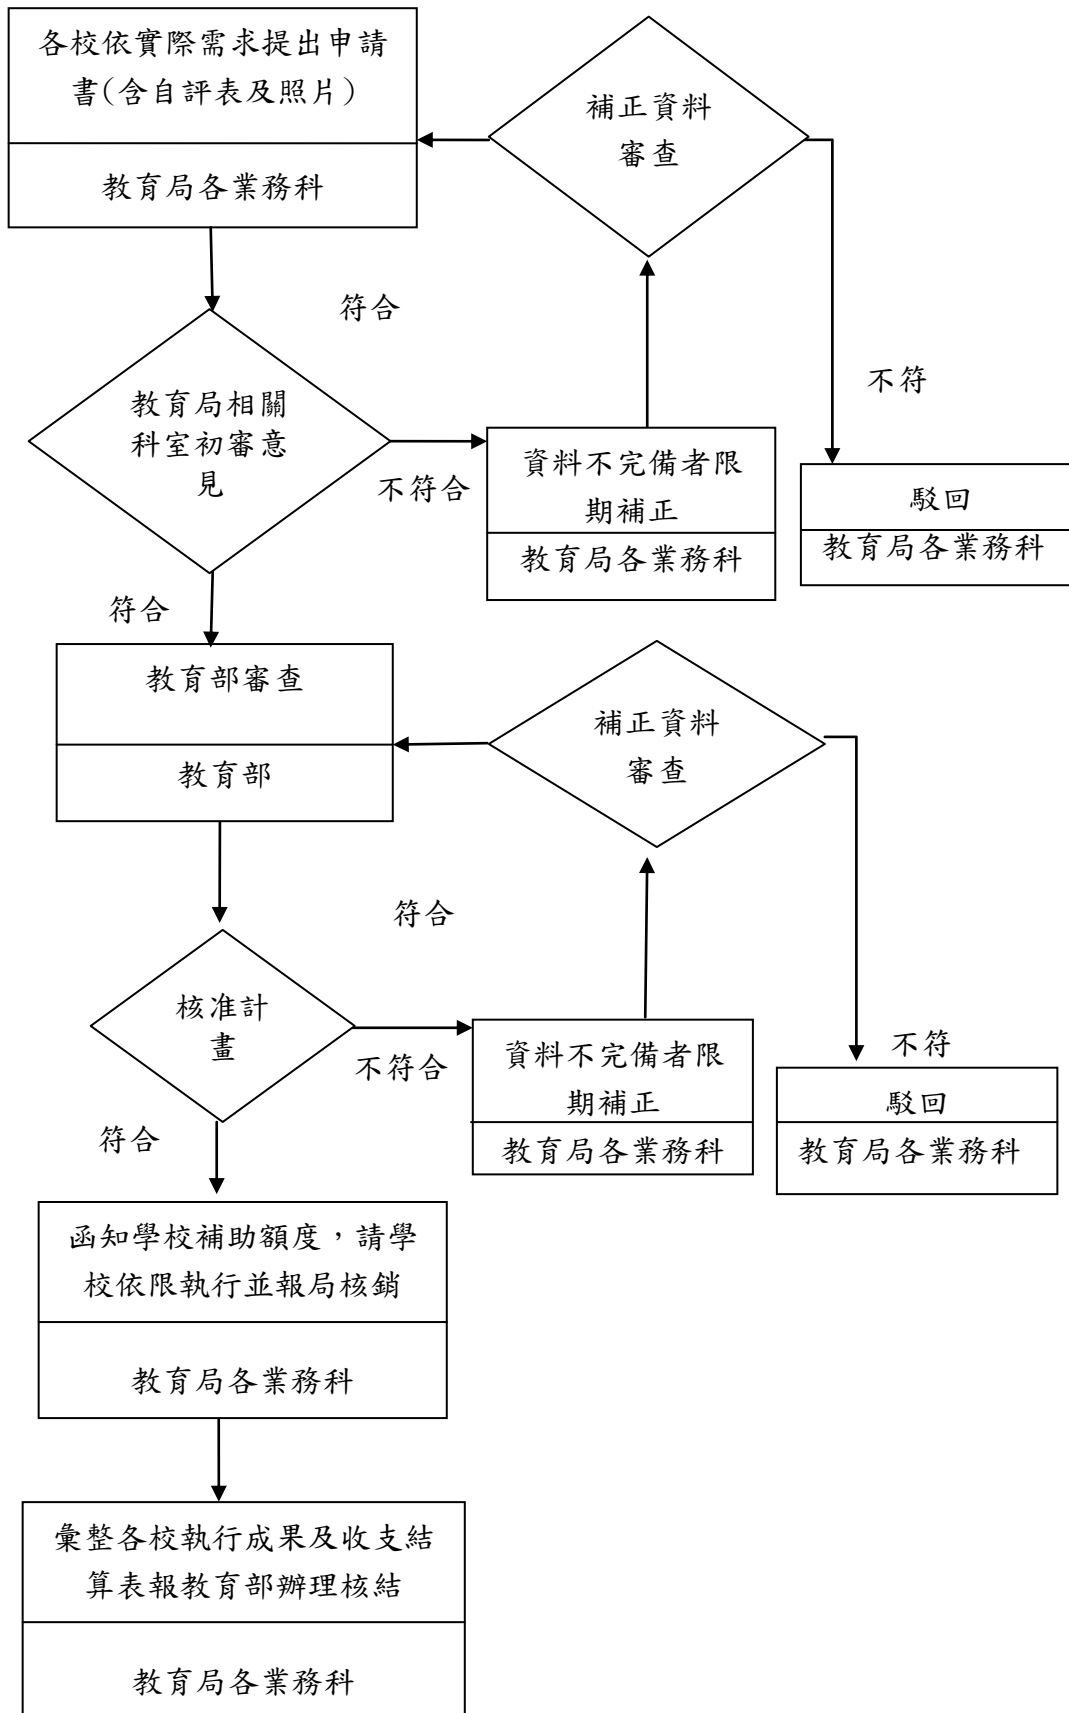 各校依實際需求提出申請
書(含自評表及照片)
教育局各業務科
補正資料
審查
符合
不符
教育局相關
科室初審意
見
不符合
資料不完備者限
期補正
教育局各業務科
駁回
教育局各業務科
符合
教育部審查
教育部
補正資料
審查
符合
核准計
畫
不符合
資料不完備者限
期補正
教育局各業務科
不符
駁回
教育局各業務科
符合
函知學校補助額度，請學
校依限執行並報局核銷
教育局各業務科
彙整各校執行成果及收支結
算表報教育部辦理核結
教育局各業務科